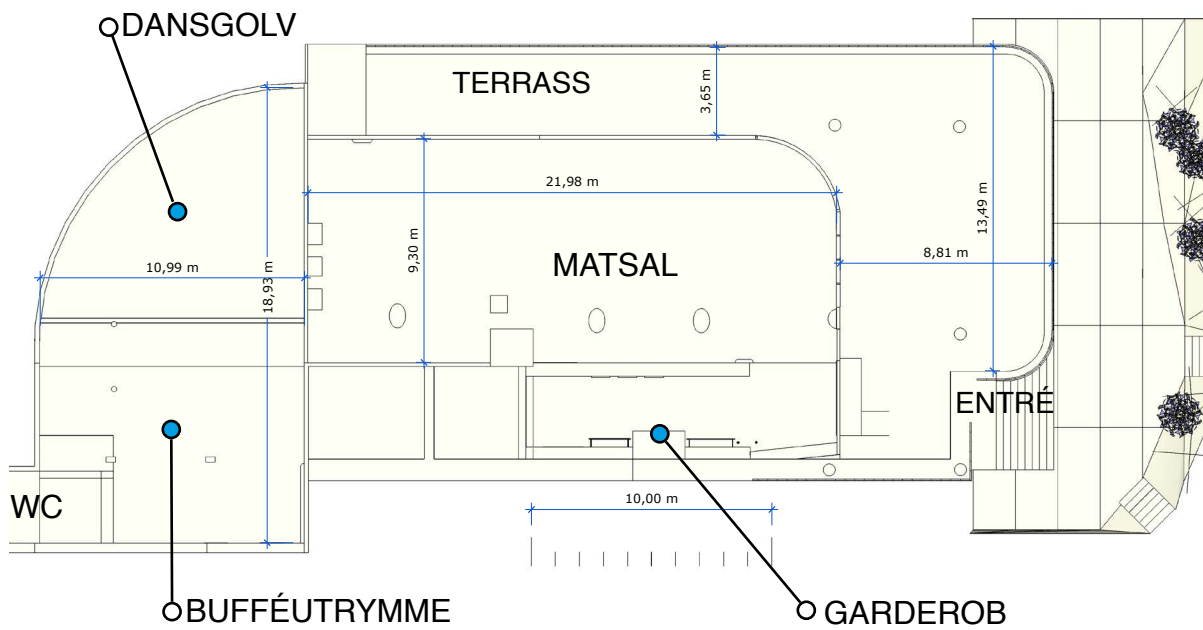 DANSGOLV
TERRASS
3,65 m
21,98 m
13,49 m
9,30 m
MATSAL
8,81 m
10,99 m
18,93 m
ENTRÉ
WC
10,00 m
BUFFÉUTRYMME
GARDEROB